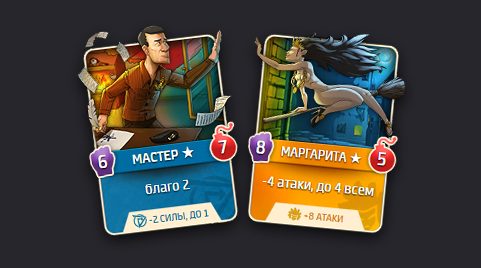 6
МАСТЕР ★
7
благо 2
-2 СИЛЫ, ДО 1
8
МАРГАРИТА ★
5
-4 атаки, до 4 всем
+8 АТАКИ